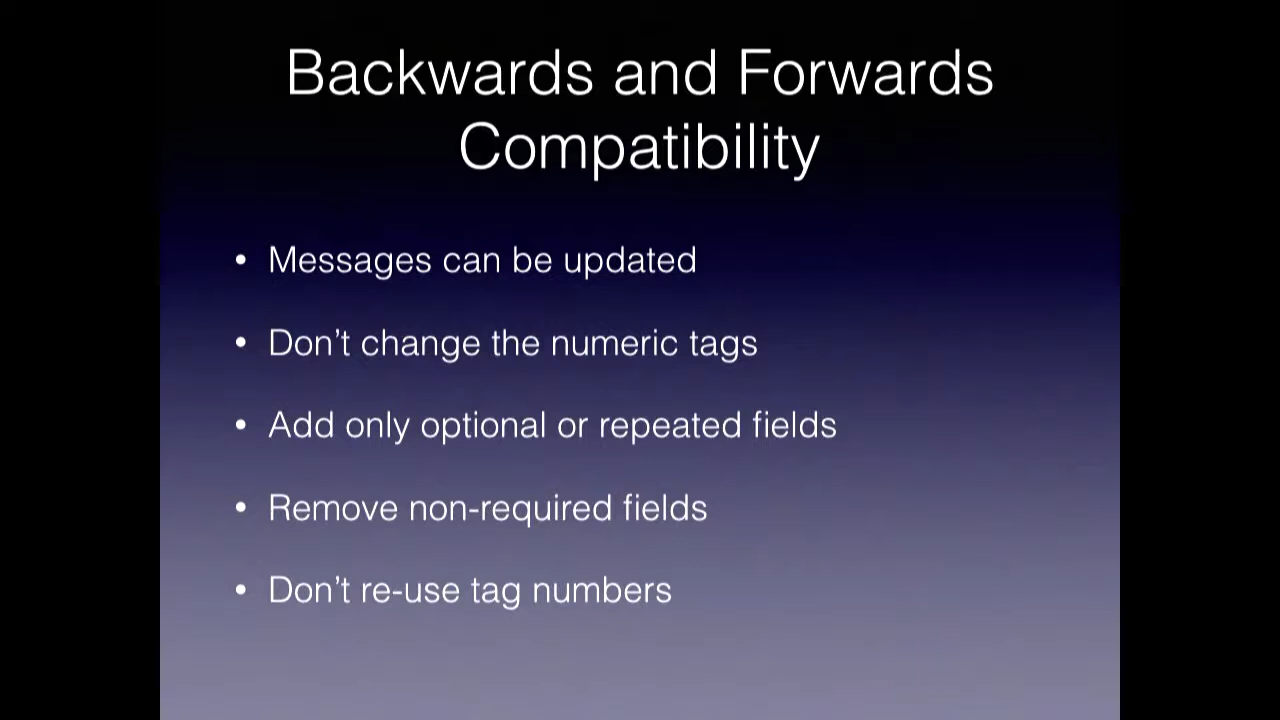 Backwards and Forwards
Compatibility
• Messages can be updated
• Don’t change the numeric tags
• Add only optional or repeated fields
• Remove non-required fields
• Don’t re-use tag numbers